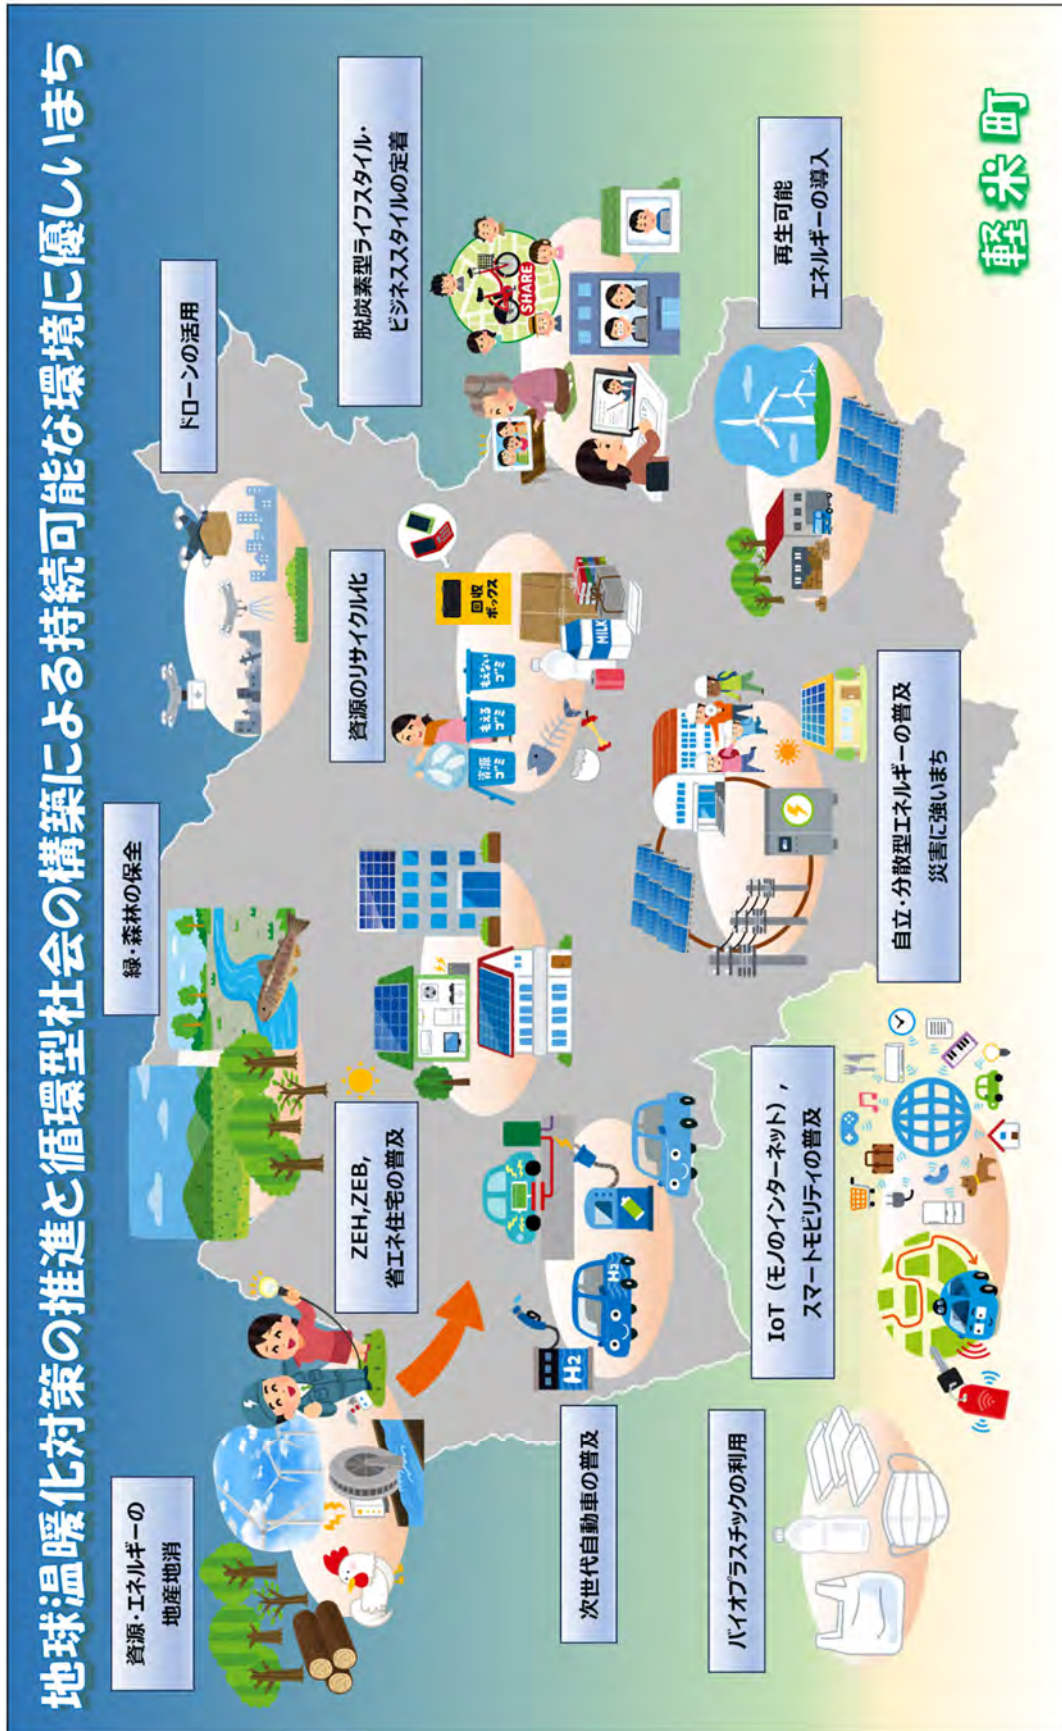 地球温暖化対策の推進と循環型社会の構築による持続可能な環境に優しいまち
資源・エネルギーの
地産地消
緑・森林の保全
ドローンの活用
ZEH,ZEB,
省エネ住宅の普及
資源のリサイクル化
資源
ゴミ
もえる
ゴミ
もえない
ゴミ
回収
ボックス
MILK
脱炭素型ライフスタイル・
ビジネススタイルの定着
SHARE
次世代自動車の普及
H2
H2
バイオプラスチックの利用
IoT（モノのインターネット）,
スマートモビリティの普及
自立・分散型エネルギーの普及
災害に強いまち
再生可能
エネルギーの導入
軽米町